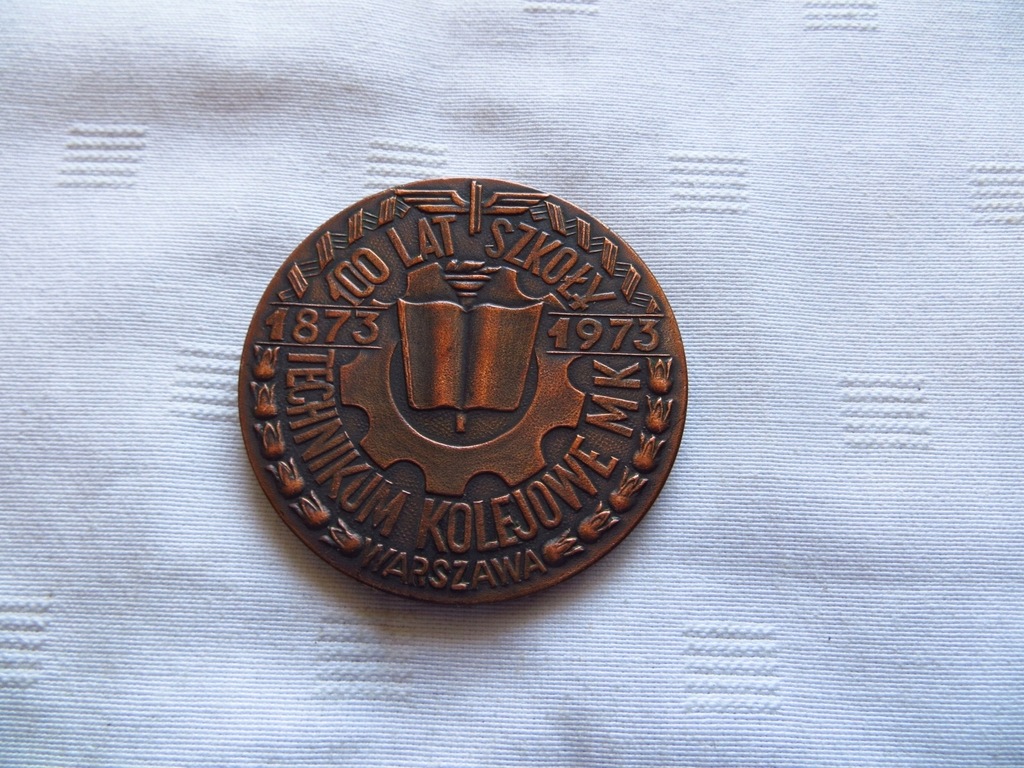 100 LAT SZKOŁY
1873 1973
TECHNIKUM KOLEJOWE MK
WARSZAWA